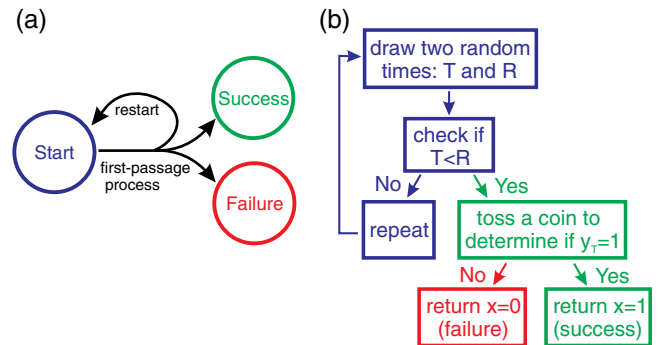 (a)
restart
Start
first-passage
process
Success
Failure
(b)
draw two random
times: T and R
check if
T<R
No
Yes
repeat
toss a coin to
determine if y_T=1
No
Yes
return x=0
(failure)
return x=1
(success)